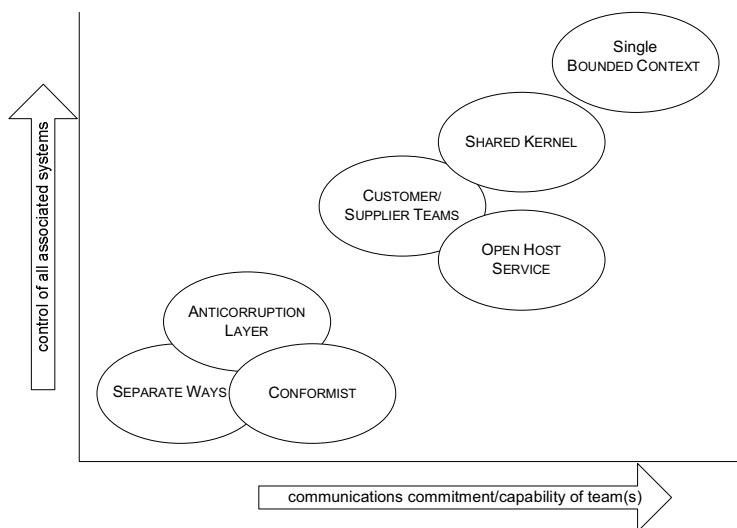 Single
BOUNDED CONTEXT
SHARED KERNEL
CUSTOMER/
SUPPLIER TEAMS
OPEN HOST
SERVICE
ANTICORRUPTION
LAYER
SEPARATE WAYS
CONFORMIST
control of all associated systems
communications commitment/capability of team(s)